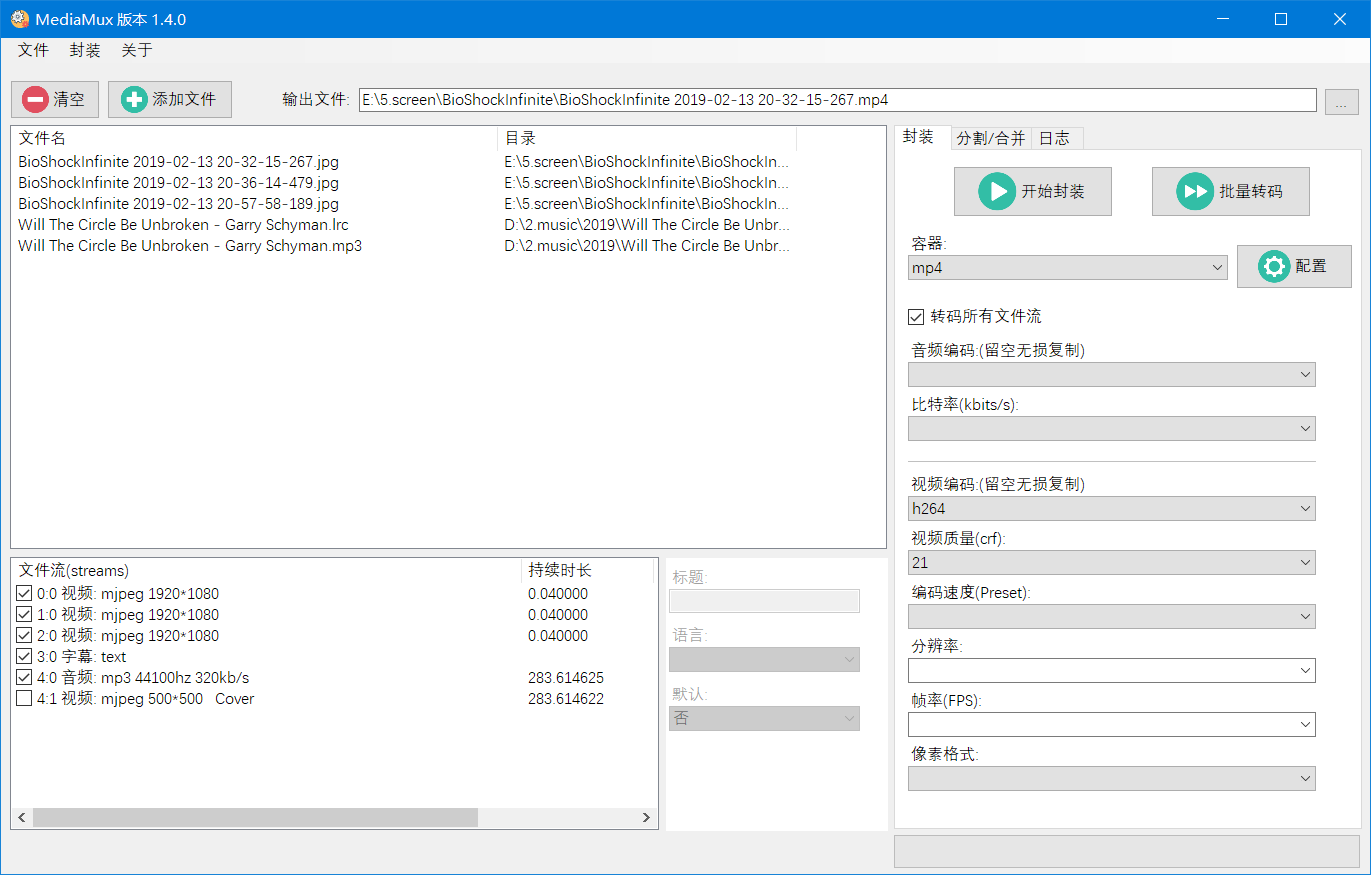 MediaMux 版本 1.4.0
文件 封装 关于
清空 添加文件 输出文件: E:\5.screen\BioShockInfinite\BioShockInfinite 2019-02-13 20-32-15-267.mp4 ...
文件名 目录
BioShockInfinite 2019-02-13 20-32-15-267.jpg E:\5.screen\BioShockInfinite\BioShockIn...
BioShockInfinite 2019-02-13 20-36-14-479.jpg E:\5.screen\BioShockInfinite\BioShockIn...
BioShockInfinite 2019-02-13 20-57-58-189.jpg E:\5.screen\BioShockInfinite\BioShockIn...
Will The Circle Be Unbroken - Garry Schyman.lrc D:\2.music\2019\Will The Circle Be Unbr...
Will The Circle Be Unbroken - Garry Schyman.mp3 D:\2.music\2019\Will The Circle Be Unbr...
文件流(streams) 持续时长
0:0 视频: mjpeg 1920*1080 0.040000
1:0 视频: mjpeg 1920*1080 0.040000
2:0 视频: mjpeg 1920*1080 0.040000
3:0 字幕: text
4:0 音频: mp3 44100hz 320kb/s 283.614625
4:1 视频: mjpeg 500*500 Cover 283.614622
标题:
语言:
默认:
否
封装 分割/合并 日志
开始封装 批量转码
容器:
mp4 配置
转码所有文件流
音频编码:(留空无损复制)
比特率(kbits/s):
视频编码:(留空无损复制)
h264
视频质量(crf):
21
编码速度(Preset):
分辨率:
帧率(FPS):
像素格式: